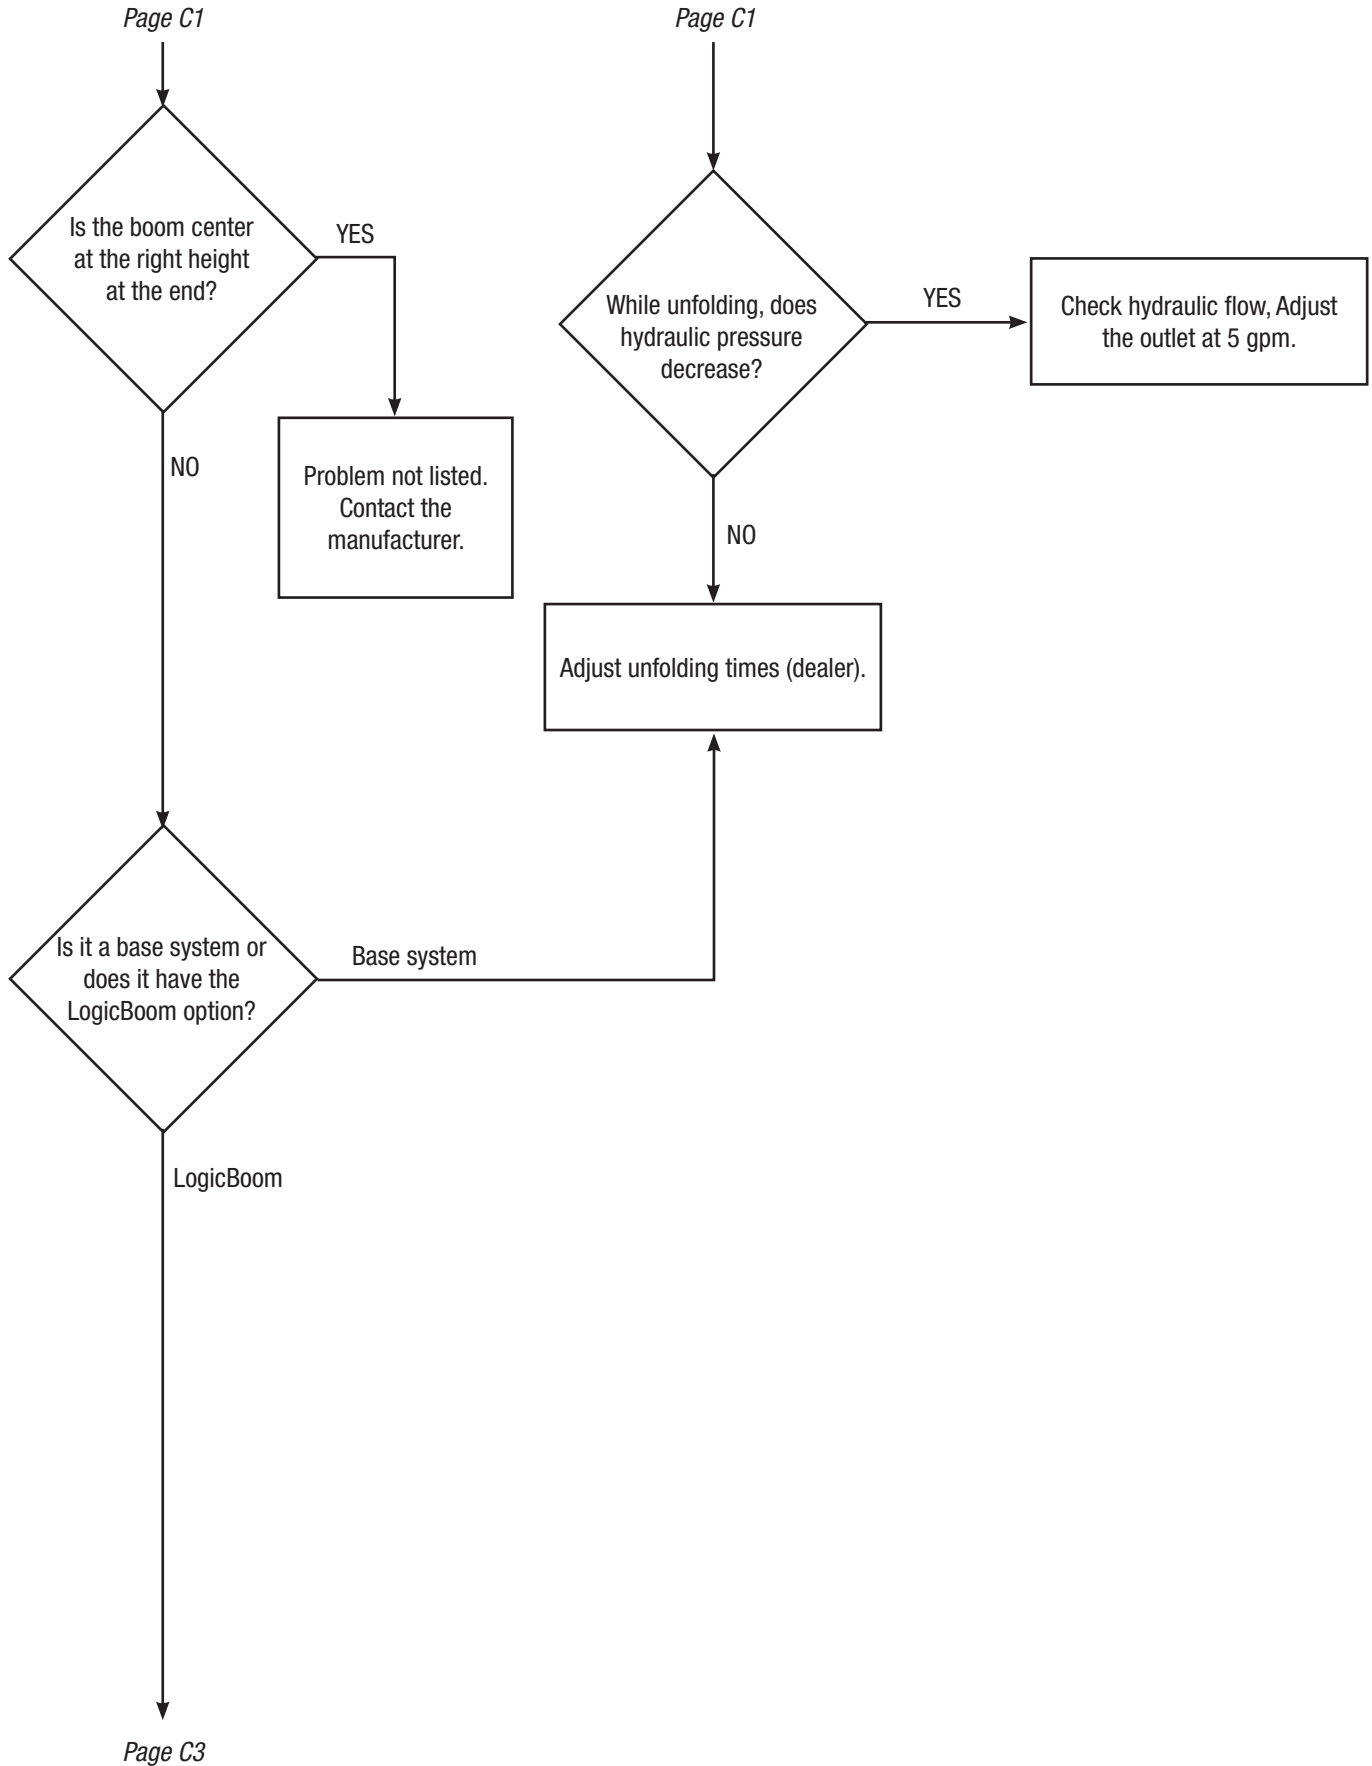 Page C1
Page C1
Is the boom center
at the right height
at the end?
YES
While unfolding, does
hydraulic pressure
decrease?
YES
Check hydraulic flow, Adjust
the outlet at 5 gpm.
NO
Problem not listed.
Contact the
manufacturer.
NO
Adjust unfolding times (dealer).
Is it a base system or
does it have the
LogicBoom option?
Base system
LogicBoom
Page C3